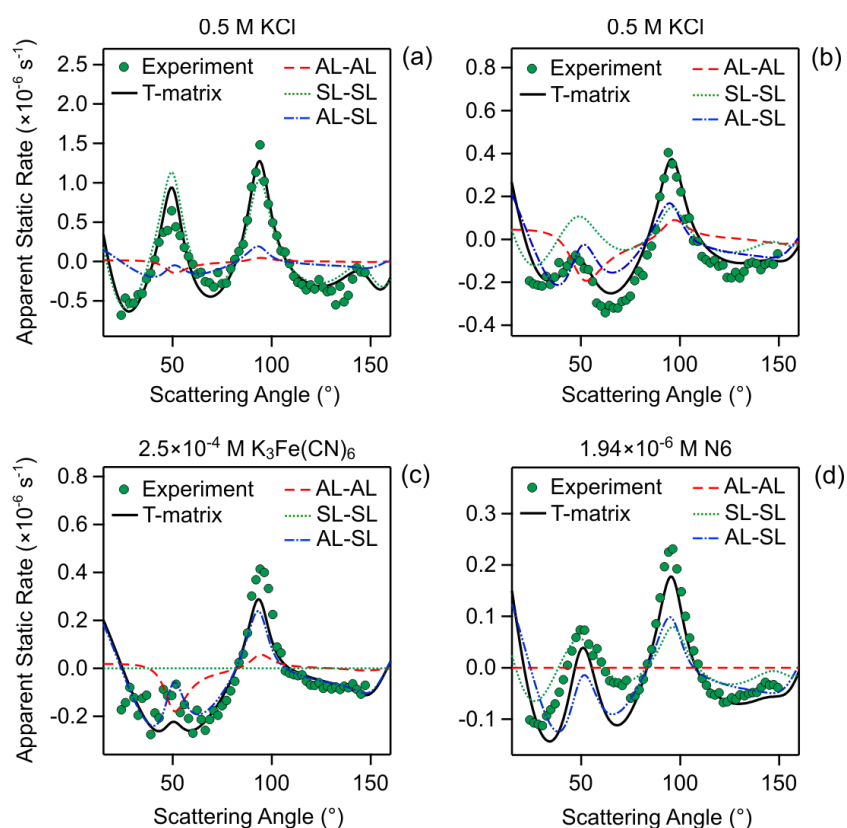 0.5 M KCl
(a)
Experiment
T-matrix
AL-AL
SL-SL
AL-SL
Apparent Static Rate (×10⁻⁶ s⁻¹)
2.5
2.0
1.5
1.0
0.5
0.0
-0.5
50
100
150
Scattering Angle (°)
0.5 M KCl
(b)
Experiment
T-matrix
AL-AL
SL-SL
AL-SL
0.8
0.6
0.4
0.2
0.0
-0.2
-0.4
50
100
150
Scattering Angle (°)
2.5×10⁻⁴ M K₃Fe(CN)₆
(c)
Experiment
T-matrix
AL-AL
SL-SL
AL-SL
Apparent Static Rate (×10⁻⁶ s⁻¹)
0.8
0.6
0.4
0.2
0.0
-0.2
50
100
150
Scattering Angle (°)
1.94×10⁻⁶ M N6
(d)
Experiment
T-matrix
AL-AL
SL-SL
AL-SL
0.3
0.2
0.1
0.0
-0.1
50
100
150
Scattering Angle (°)